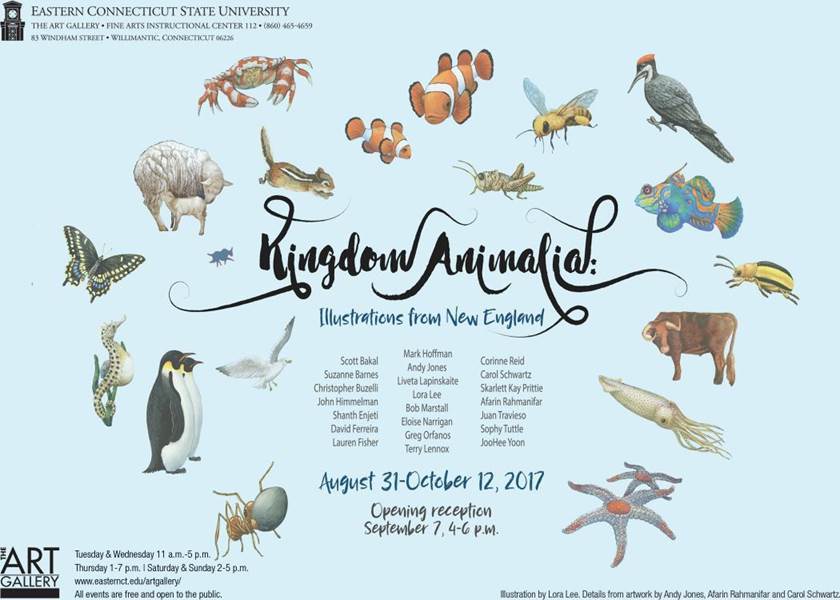 EASTERN CONNECTICUT STATE UNIVERSITY
THE ART GALLERY • FINE ARTS INSTRUCTIONAL CENTER 112 • (860) 465-4659
83 WINDHAM STREET • WILLIMANTIC, CONNECTICUT 06226
Kingdom Animalia:
Illustrations from New England
Scott Bakal
Suzanne Barnes
Christopher Buzelli
John Himmelman
Shanth Enjeti
David Ferreira
Lauren Fisher
Mark Hoffman
Andy Jones
Liveta Lapinskaite
Lora Lee
Bob Marstall
Eloise Narrigan
Greg Orfanos
Terry Lennox
Corinne Reid
Carol Schwartz
Skarlett Kay Prittie
Afarin Rahmanifar
Juan Travieso
Sophy Tuttle
JooHee Yoon
August 31-October 12, 2017
Opening reception
September 7, 4-6 p.m.
THE ART
GALLERY
Tuesday & Wednesday 11 a.m.-5 p.m.
Thursday 1-7 p.m. | Saturday & Sunday 2-5 p.m.
www.easternct.edu/artgallery/
All events are free and open to the public.
Illustration by Lora Lee. Details from artwork by Andy Jones, Afarin Rahmanifar and Carol Schwartz.